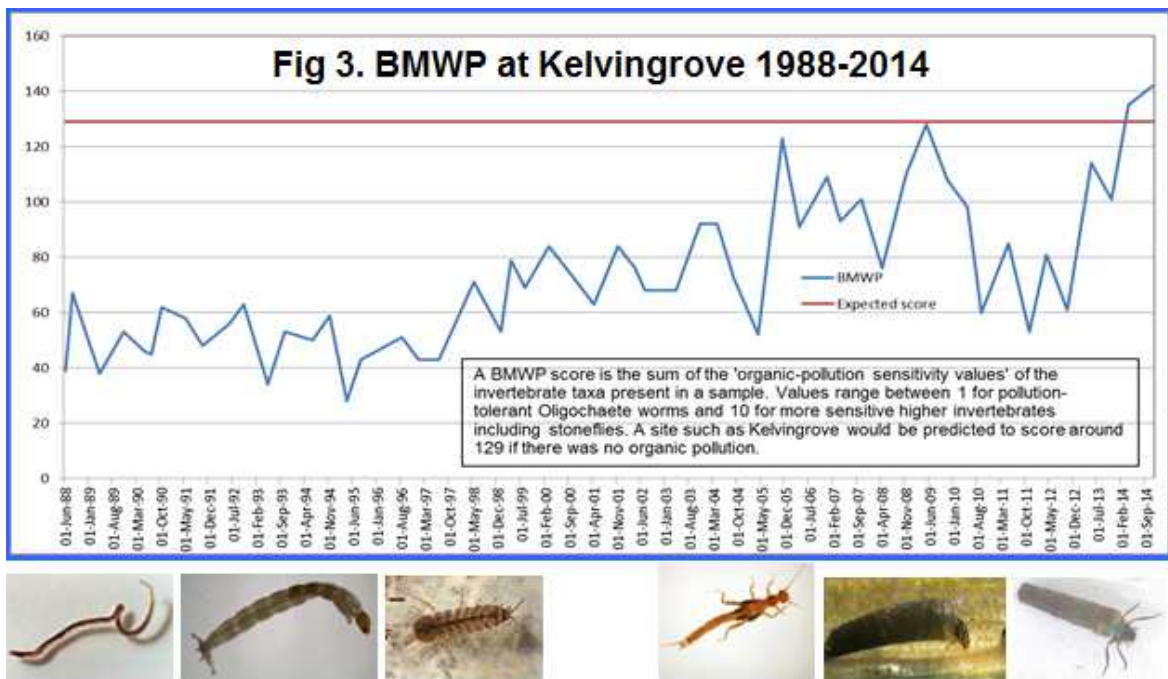 Fig 3. BMWP at Kelvingrove 1988-2014
160
140
120
100
80
60
40
20
0
BMWP
Expected score
A BMWP score is the sum of the 'organic-pollution sensitivity values' of the
invertebrate taxa present in a sample. Values range between 1 for pollution-
tolerant Oligochaete worms and 10 for more sensitive higher invertebrates
including stoneflies. A site such as Kelvingrove would be predicted to score around
129 if there was no organic pollution.
01-Jun-88
01-Jan-89
01-Aug-89
01-Mar-90
01-Oct-90
01-May-91
01-Dec-91
01-Jul-92
01-Feb-93
01-Sep-93
01-Apr-94
01-Nov-94
01-Jun-95
01-Jan-96
01-Aug-96
01-Mar-97
01-Oct-97
01-May-98
01-Dec-98
01-Jul-99
01-Feb-00
01-Sep-00
01-Apr-01
01-Nov-01
01-Jun-02
01-Jan-03
01-Aug-03
01-Mar-04
01-Oct-04
01-May-05
01-Dec-05
01-Jul-06
01-Feb-07
01-Sep-07
01-Apr-08
01-Nov-08
01-Jun-09
01-Jan-10
01-Aug-10
01-Mar-11
01-Oct-11
01-May-12
01-Dec-12
01-Jul-13
01-Feb-14
01-Sep-14